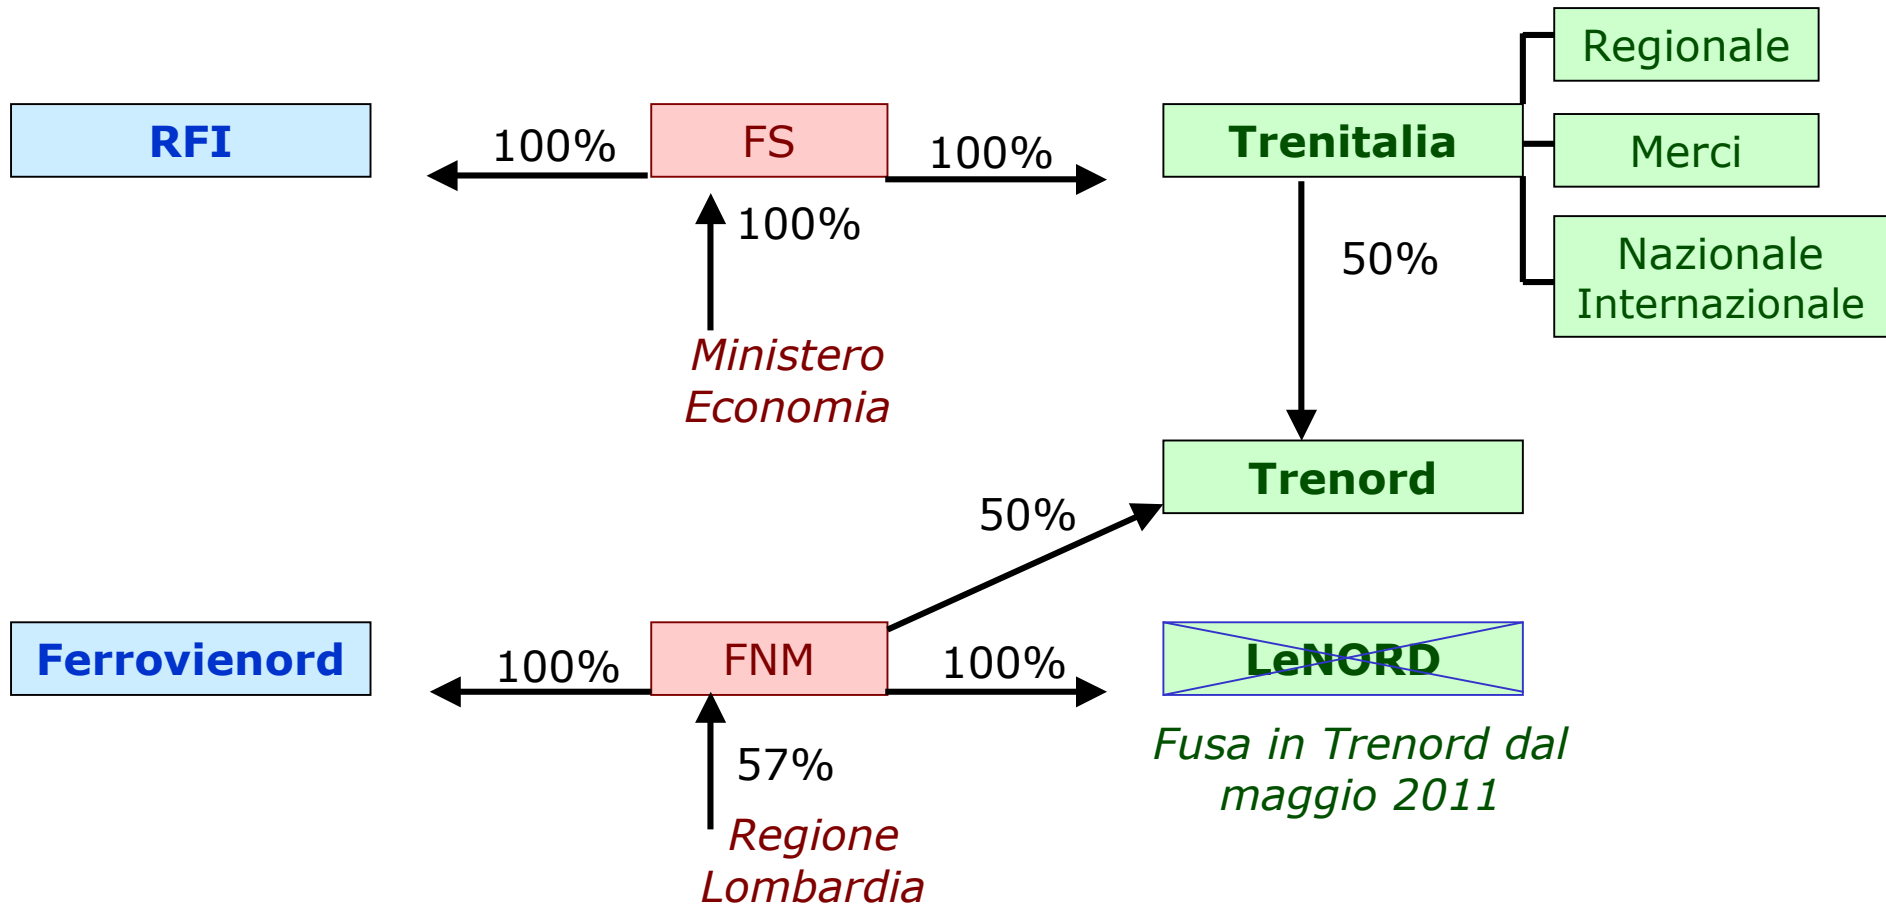 Regionale
RFI
100%
FS
100%
Trenitalia
Merci
100%
50%
Nazionale
Internazionale
Ministero
Economia
Trenord
50%
Ferrovienord
100%
FNM
100%
LeNORD
57%
Fusa in Trenord dal
maggio 2011
Regione
Lombardia